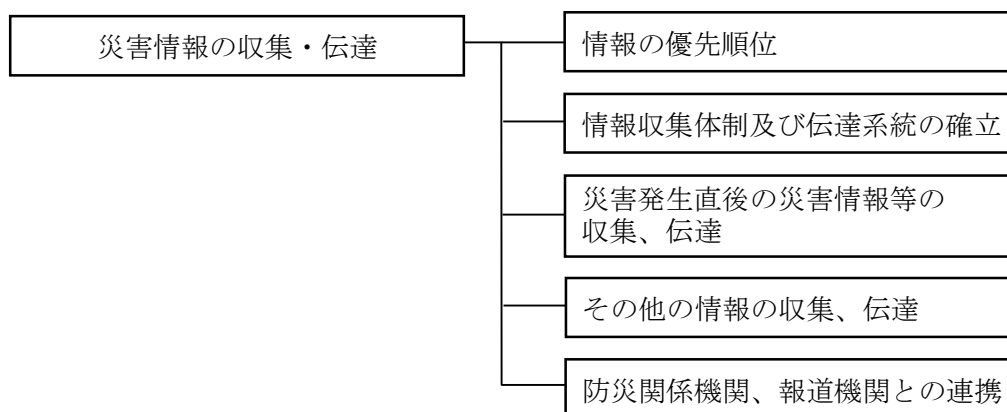 災害情報の収集・伝達
情報の優先順位
情報収集体制及び伝達系統の確立
災害発生直後の災害情報等の
収集、伝達
その他の情報の収集、伝達
防災関係機関、報道機関との連携